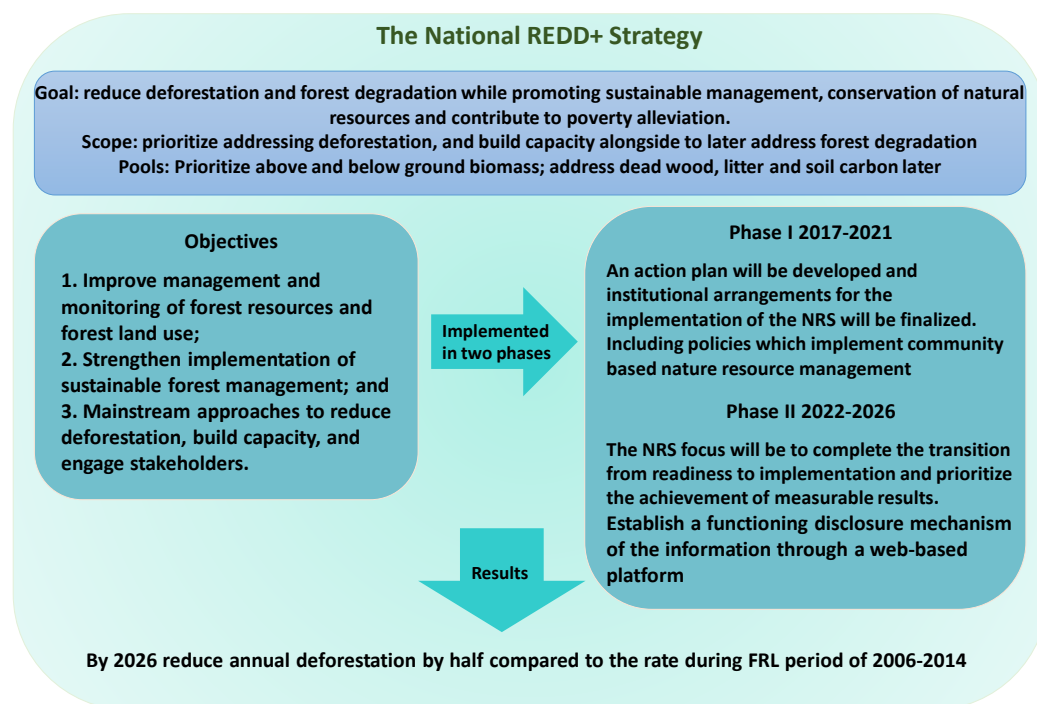 The National REDD+ Strategy
Goal: reduce deforestation and forest degradation while promoting sustainable management, conservation of natural
resources and contribute to poverty alleviation.
Scope: prioritize addressing deforestation, and build capacity alongside to later address forest degradation
Pools: Prioritize above and below ground biomass; address dead wood, litter and soil carbon later
Objectives
1. Improve management and
monitoring of forest resources and
forest land use;
2. Strengthen implementation of
sustainable forest management; and
3. Mainstream approaches to reduce
deforestation, build capacity, and
engage stakeholders.
Implemented
in two phases
Phase I 2017-2021
An action plan will be developed and
institutional arrangements for the
implementation of the NRS will be finalized.
Including policies which implement community
based nature resource management
Phase II 2022-2026
The NRS focus will be to complete the transition
from readiness to implementation and prioritize
the achievement of measurable results.
Establish a functioning disclosure mechanism
of the information through a web-based
platform
Results
By 2026 reduce annual deforestation by half compared to the rate during FRL period of 2006-2014